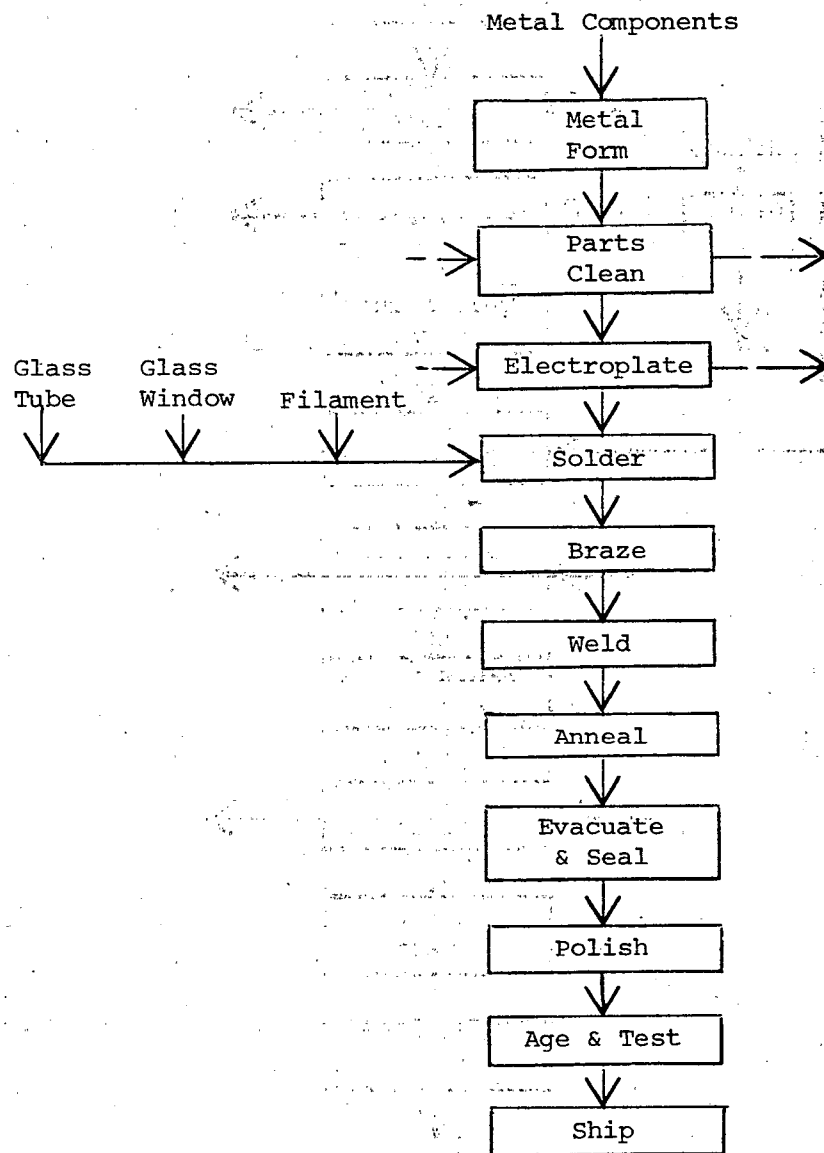 Metal Components
Metal
Form
Parts
Clean
Electroplate
Glass
Tube
Glass
Window
Filament
Solder
Braze
Weld
Anneal
Evacuate
& Seal
Polish
Age & Test
Ship